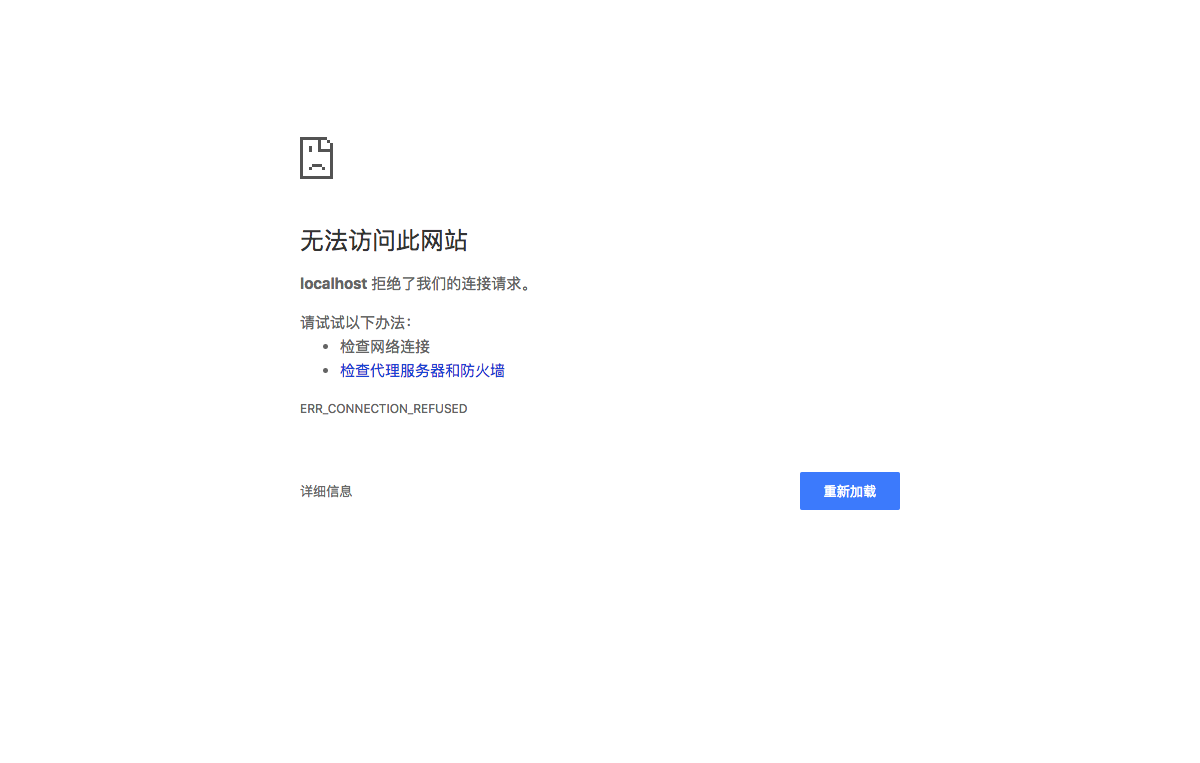 无法访问此网站
localhost 拒绝了我们的连接请求。
请试试以下办法：
检查网络连接
检查代理服务器和防火墙
ERR_CONNECTION_REFUSED
详细信息
重新加载